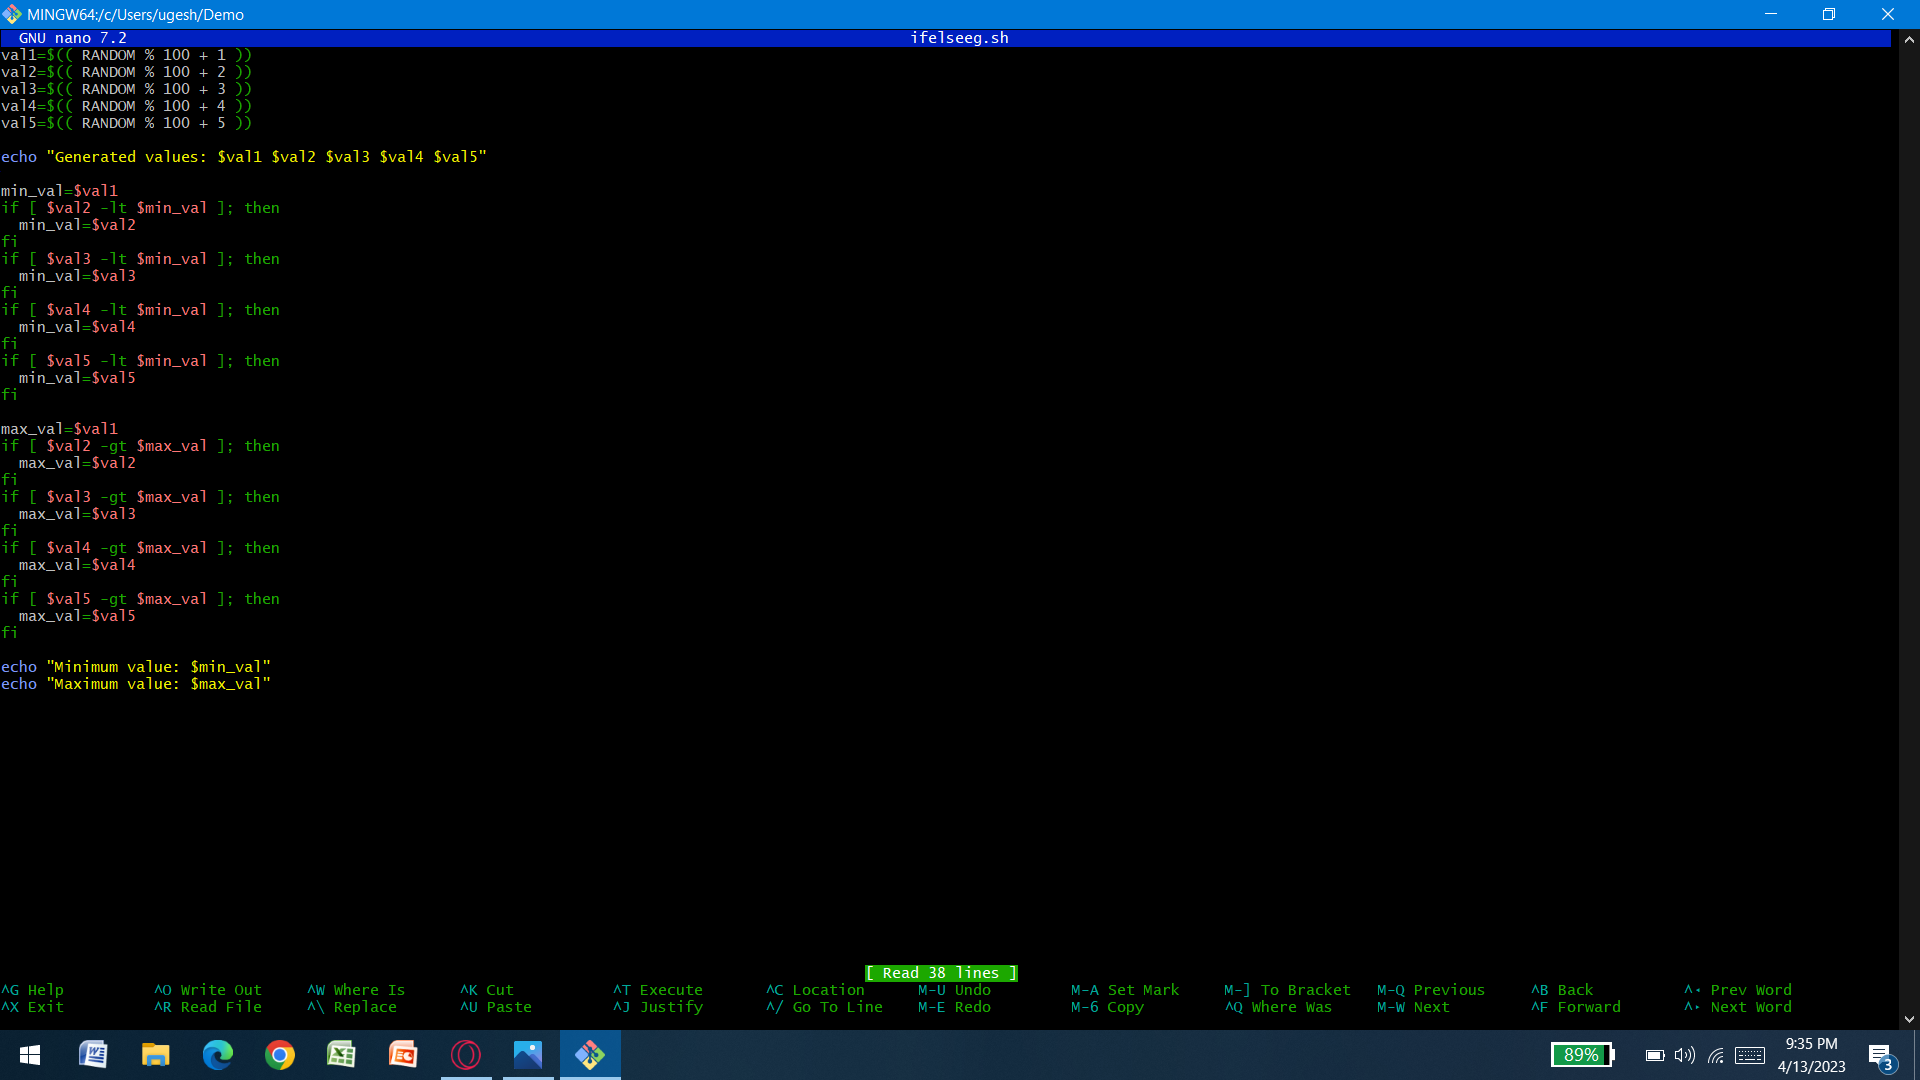 MINGW64:/c/Users/ugesh/Demo
GNU nano 7.2 ifelseeg.sh
val1=$(( RANDOM % 100 + 1 ))
val2=$(( RANDOM % 100 + 2 ))
val3=$(( RANDOM % 100 + 3 ))
val4=$(( RANDOM % 100 + 4 ))
val5=$(( RANDOM % 100 + 5 ))

echo "Generated values: $val1 $val2 $val3 $val4 $val5"

min_val=$val1
if [ $val2 -lt $min_val ]; then
  min_val=$val2
fi
if [ $val3 -lt $min_val ]; then
  min_val=$val3
fi
if [ $val4 -lt $min_val ]; then
  min_val=$val4
fi
if [ $val5 -lt $min_val ]; then
  min_val=$val5
fi

max_val=$val1
if [ $val2 -gt $max_val ]; then
  max_val=$val2
fi
if [ $val3 -gt $max_val ]; then
  max_val=$val3
fi
if [ $val4 -gt $max_val ]; then
  max_val=$val4
fi
if [ $val5 -gt $max_val ]; then
  max_val=$val5
fi

echo "Minimum value: $min_val"
echo "Maximum value: $max_val"
[ Read 38 lines ]
^G Help ^O Write Out ^W Where Is ^K Cut ^T Execute ^C Location M-U Undo M-A Set Mark M-] To Bracket M-Q Previous ^B Back ^◂ Prev Word
^X Exit ^R Read File ^\ Replace ^U Paste ^J Justify ^/ Go To Line M-E Redo M-6 Copy ^Q Where Was M-W Next ^F Forward ^▸ Next Word
89%
9:35 PM
4/13/2023
3